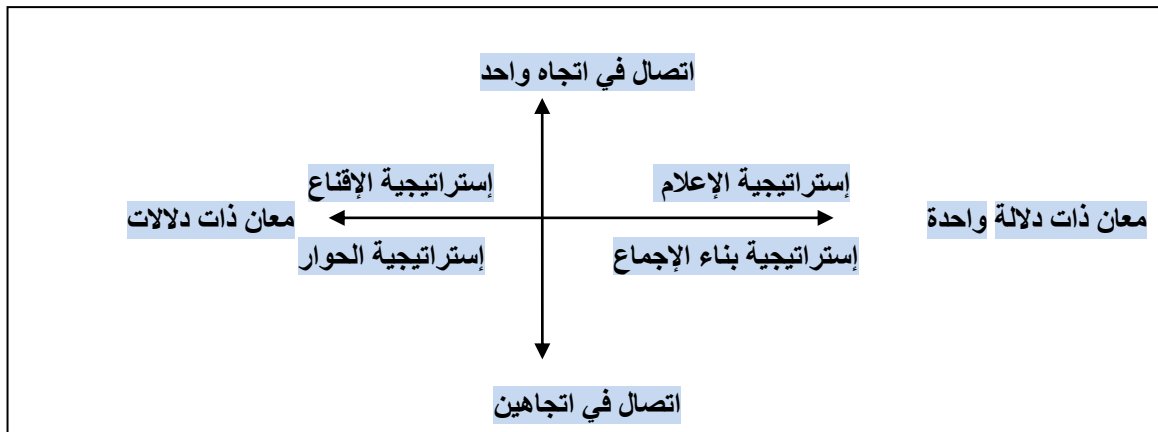 اتصال في اتجاه واحد
إستراتيجية الإعلام
إستراتيجية الإقناع
معان ذات دلالة واحدة
معان ذات دلالات
إستراتيجية بناء الإجماع
إستراتيجية الحوار
اتصال في اتجاهين